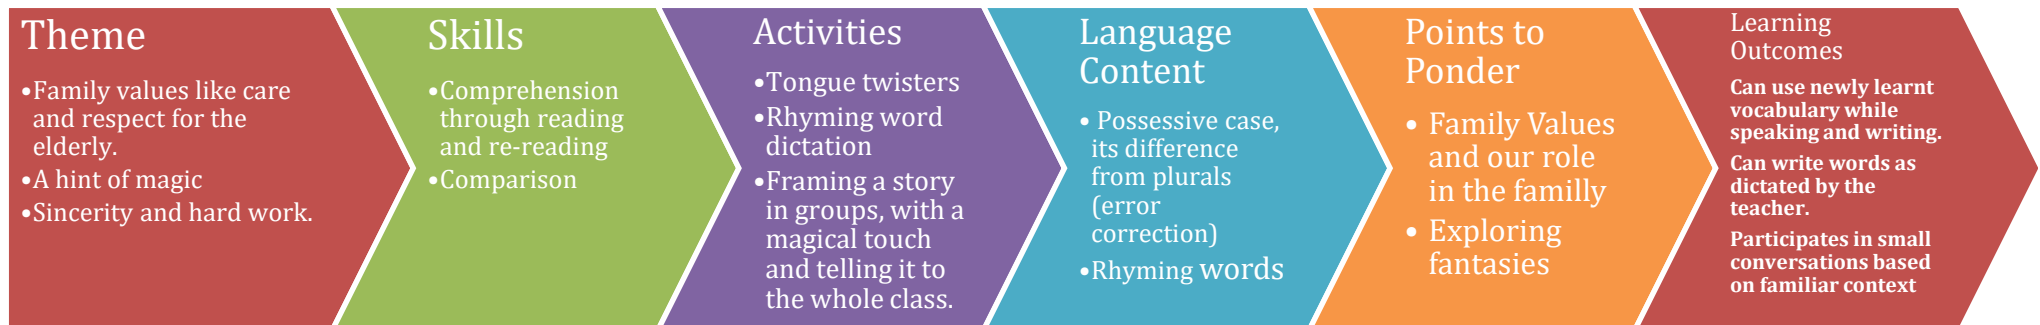 Theme
•Family values like care
and respect for the
elderly.
•A hint of magic
•Sincerity and hard work.
Skills
•Comprehension
through reading
and re-reading
•Comparison
Activities
•Tongue twisters
•Rhyming word
dictation
•Framing a story
in groups, with a
magical touch
and telling it to
the whole class.
Language
Content
• Possessive case,
its difference
from plurals
(error
correction)
•Rhyming words
Points to
Ponder
• Family Values
and our role
in the familly
• Exploring
fantasies
Learning
Outcomes
Can use newly learnt
vocabulary while
speaking and writing.
Can write words as
dictated by the
teacher.
Participates in small
conversations based
on familiar context